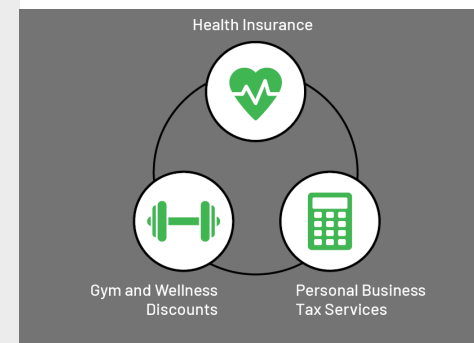 Health Insurance
Gym and Wellness
Discounts
Personal Business
Tax Services